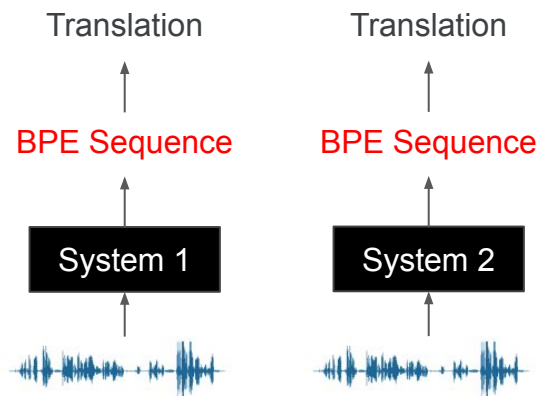 Translation Translation
BPE Sequence BPE Sequence
System 1 System 2